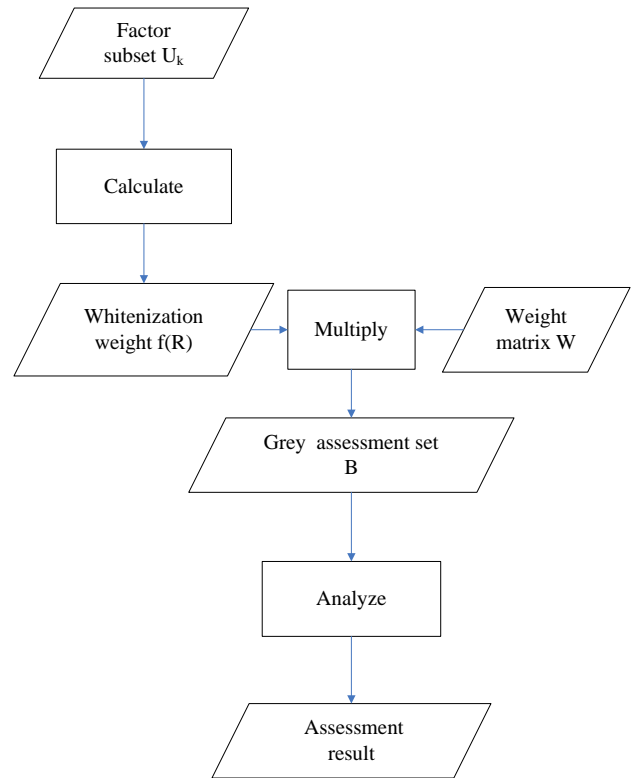 Factor
subset Uk
Calculate
Whitenization
weight f(R)
Multiply
Weight
matrix W
Grey assessment set
B
Analyze
Assessment
result